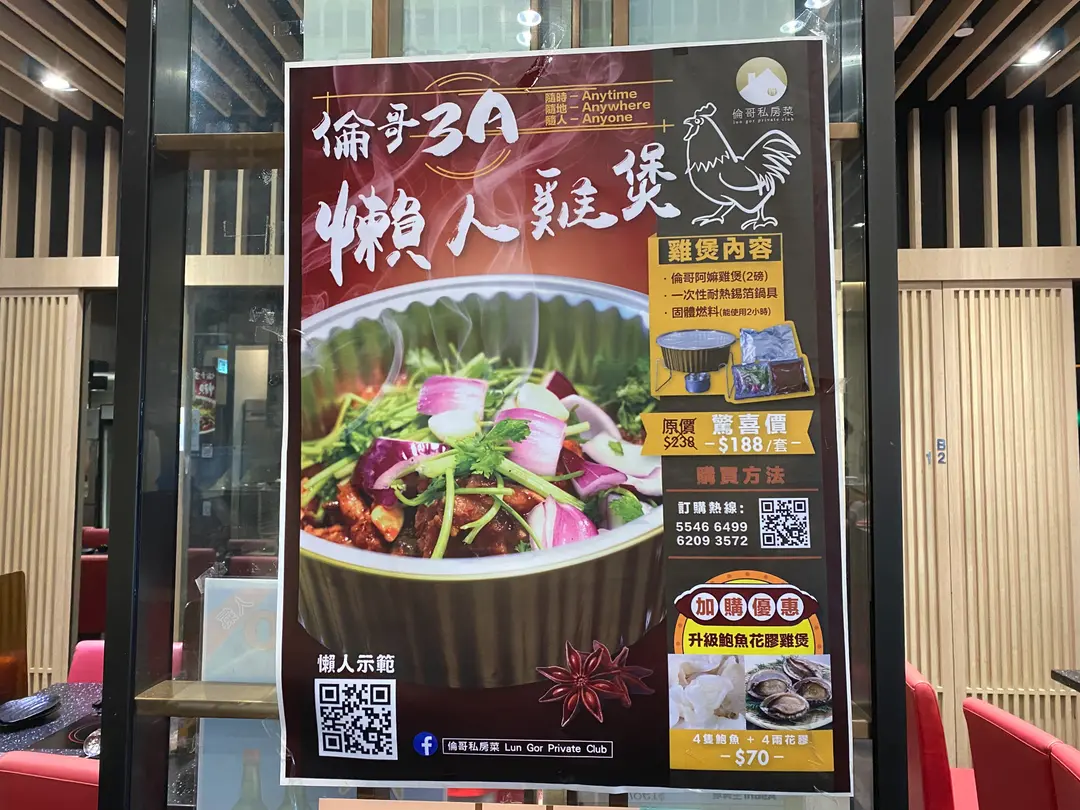 倫哥3A
隨時 – Anytime
隨地 – Anywhere
隨人 – Anyone
倫哥私房菜
lun gor private club
懶人雞煲
雞煲內容
· 倫哥阿嫲雞煲(2磅)
· 一次性耐熱錫箔鍋具
· 固體燃料(能使用2小時)
原價
$238
驚喜價
–$188/套–
購買方法
訂購熱線:
5546 6499
6209 3572
加購優惠
升級鮑魚花膠雞煲
4隻鮑魚 + 4兩花膠
–$70–
懶人示範
倫哥私房菜 Lun Gor Private Club
B
12